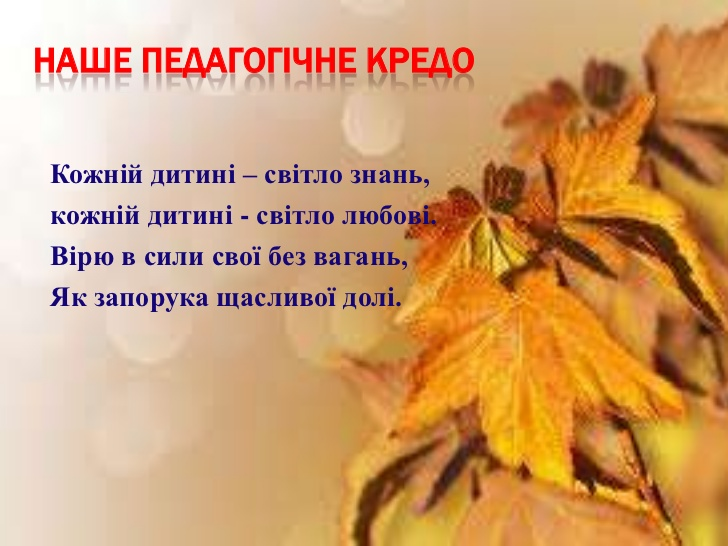 НАШЕ ПЕДАГОГІЧНЕ КРЕДО
Кожній дитині – світло знань,
кожній дитині - світло любові.
Вірю в сили свої без вагань,
Як запорука щасливої долі.